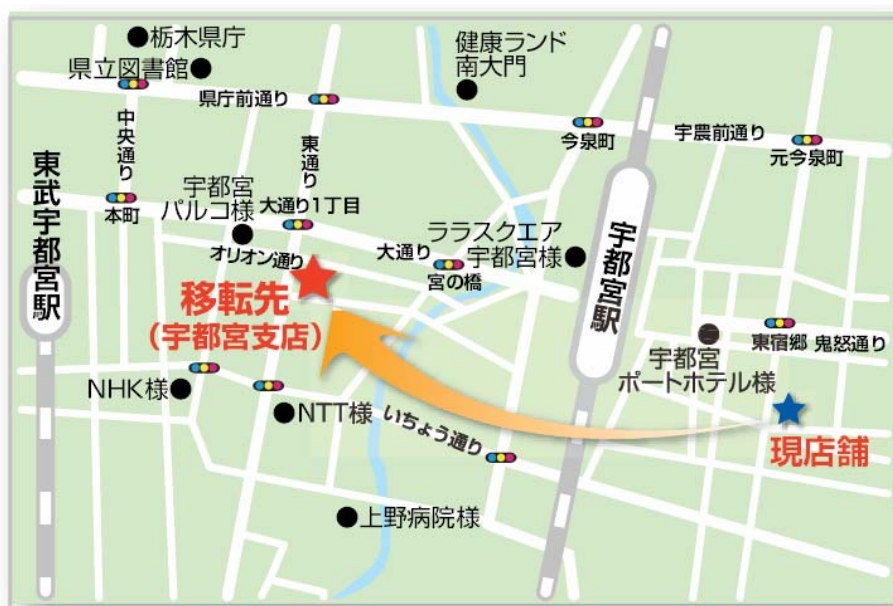 栃木県庁
県立図書館
健康ランド
南大門
県庁前通り
中央通り
東通り
今泉町
宇農前通り
元今泉町
東武宇都宮駅
本町
宇都宮
パルコ様
大通り1丁目
オリオン通り
大通り
宮の橋
ララスクエア
宇都宮様
宇都宮駅
移転先
(宇都宮支店)
宇都宮
ポートホテル様
東宿郷
鬼怒通り
NHK様
NTT様
いちょう通り
現店舗
上野病院様